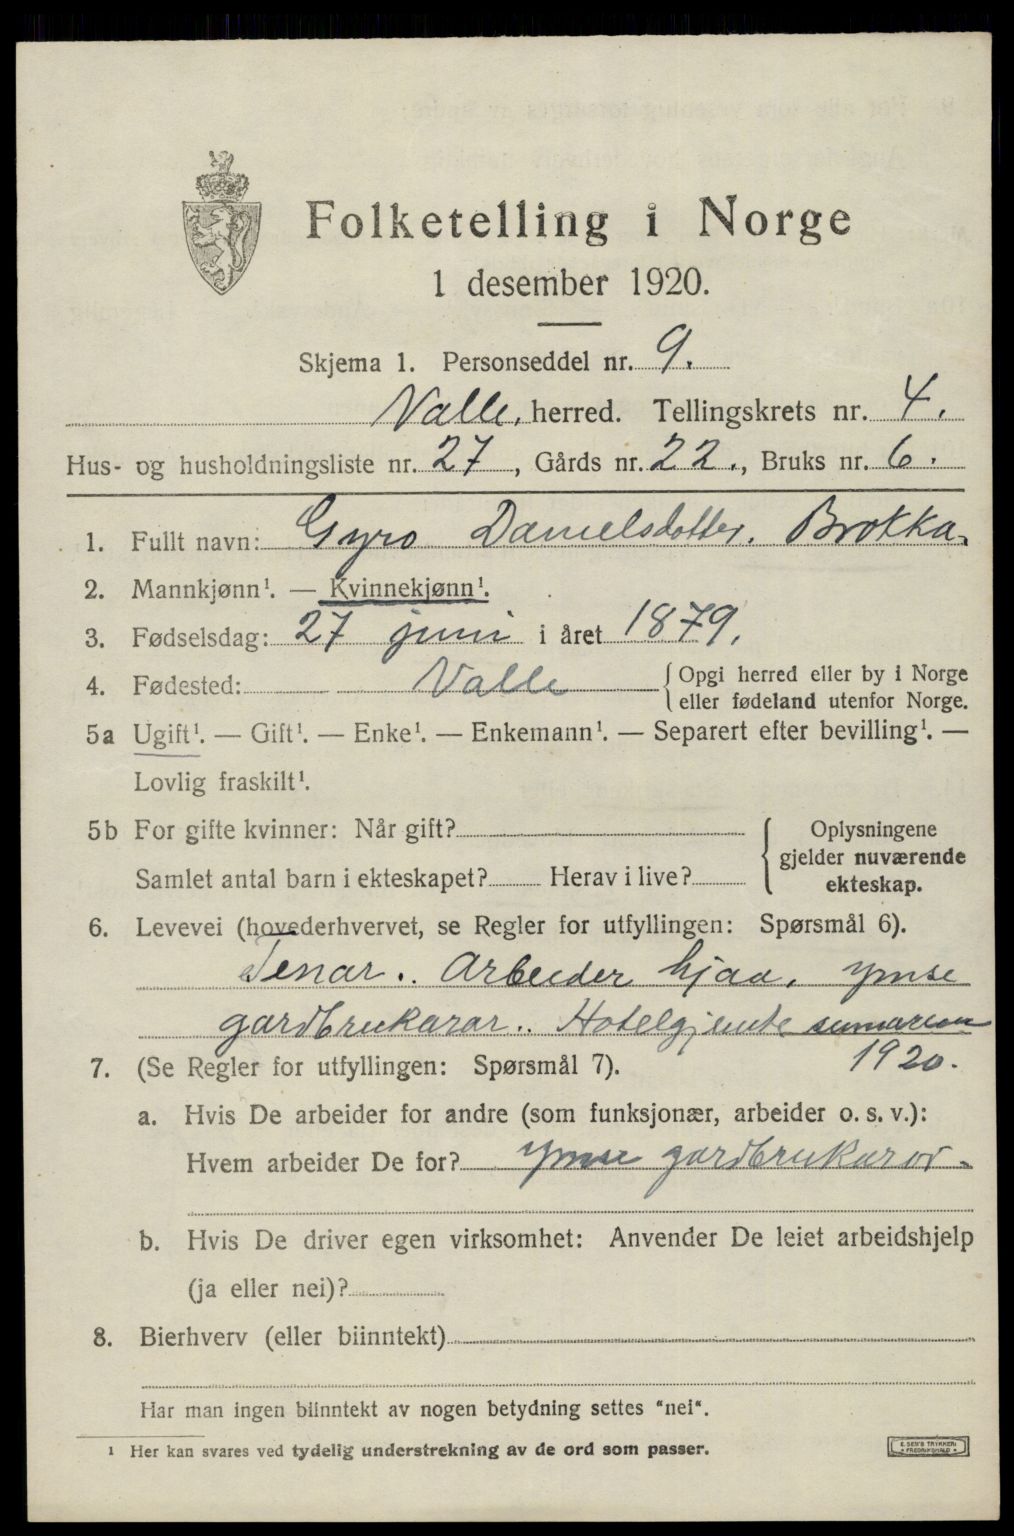 Folketelling i Norge
1 desember 1920.
Skjema 1. Personseddel nr. 9.
Valle. herred. Tellingskrets nr. 4.
Hus- og husholdningsliste nr. 27, Gårds nr. 22., Bruks nr. 6.
1. Fullt navn: Gyro Danielsdotter. Brokka.
2. Mannkjønn¹. — Kvinnekjønn¹.
3. Fødselsdag: 27 juni i året 1879.
4. Fødested: Valle { Opgi herred eller by i Norge
eller fødeland utenfor Norge.
5a Ugift¹. — Gift¹. — Enke¹. — Enkemann¹. — Separert efter bevilling¹. —
Lovlig fraskilt¹.
5b For gifte kvinner: Når gift? { Oplysningene
gjelder nuværende
Samlet antal barn i ekteskapet? Herav i live? ekteskap.
6. Levevei (hovederhvervet, se Regler for utfyllingen: Spørsmål 6).
Tenar. Arbeider hjaa. ymse
gardbrukarar. Hotelgjente sumaren
1920.
7. (Se Regler for utfyllingen: Spørsmål 7).
a. Hvis De arbeider for andre (som funksjonær, arbeider o. s. v.):
Hvem arbeider De for? ymse gardbrukarar.
b. Hvis De driver egen virksomhet: Anvender De leiet arbeidshjelp
(ja eller nei)?
8. Bierhverv (eller biinntekt)
Har man ingen biinntekt av nogen betydning settes "nei".
¹ Her kan svares ved tydelig understrekning av de ord som passer.
E. SEM'S TRYKKERI
FREDRIKSHALD